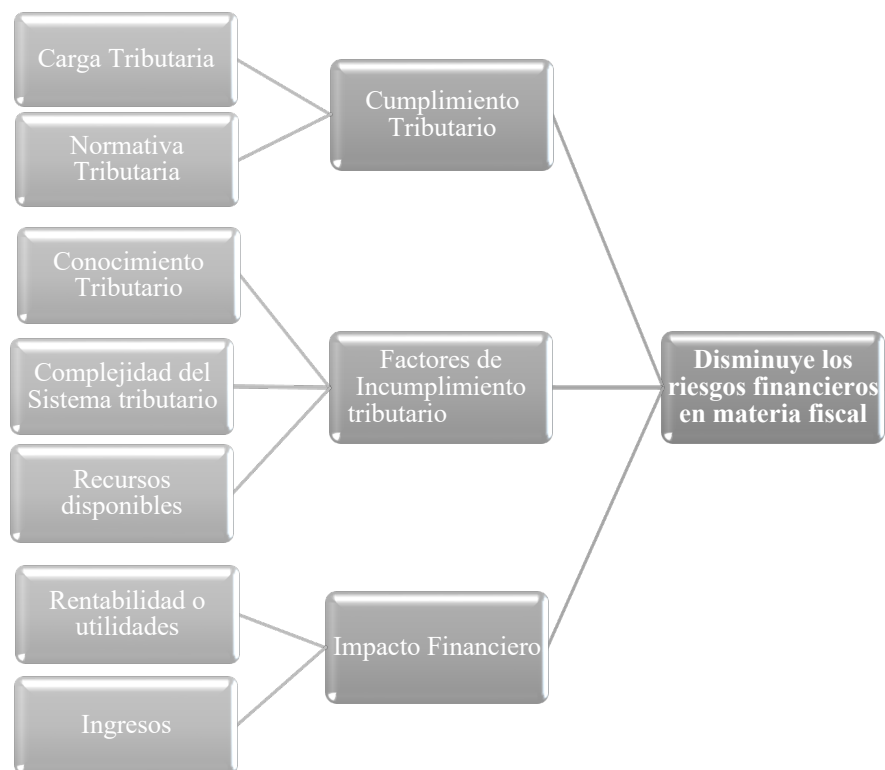 Carga Tributaria
Normativa
Tributaria
Cumplimiento
Tributario
Conocimiento
Tributario
Complejidad del
Sistema tributario
Recursos
disponibles
Factores de
Incumplimiento
tributario
Rentabilidad o
utilidades
Ingresos
Impacto Financiero
Disminuye los
riesgos financieros
en materia fiscal